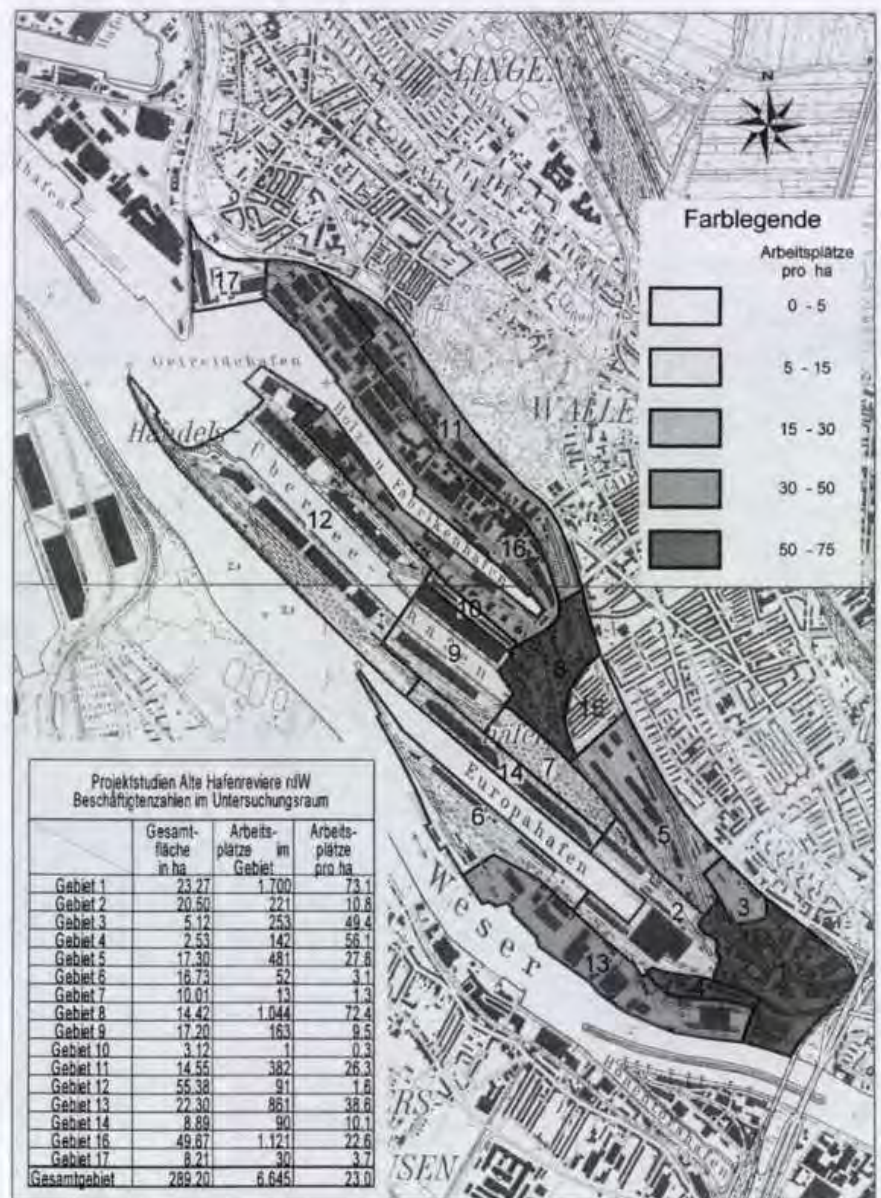 LINGEN
N
Farblegende
Arbeitsplätze
pro ha
0 - 5
5 - 15
15 - 30
30 - 50
50 - 75
17
Getreidehafen
Handels-
WALLE
11
Holz- u.
Fabrikenhafen
12
Übersee-
16
10
hafen
9
8
18
7
14
Europahafen
6
5
2
3
1
4
13
Weser
Projektstudien Alte Hafenreviere rdW
Beschäftigtenzahlen im Untersuchungsraum
Gesamt- Arbeits- Arbeits-
fläche plätze im plätze
in ha Gebiet pro ha
Gebiet 1 23.27 1.700 73.1
Gebiet 2 20.50 221 10.8
Gebiet 3 5.12 253 49.4
Gebiet 4 2.53 142 56.1
Gebiet 5 17.30 481 27.8
Gebiet 6 16.73 52 3.1
Gebiet 7 10.01 13 1.3
Gebiet 8 14.42 1.044 72.4
Gebiet 9 17.20 163 9.5
Gebiet 10 3.12 1 0.3
Gebiet 11 14.55 382 26.3
Gebiet 12 55.38 91 1.6
Gebiet 13 22.30 861 38.6
Gebiet 14 8.89 90 10.1
Gebiet 16 49.67 1.121 22.6
Gebiet 17 8.21 30 3.7
Gesamtgebiet 289.20 6.645 23.0